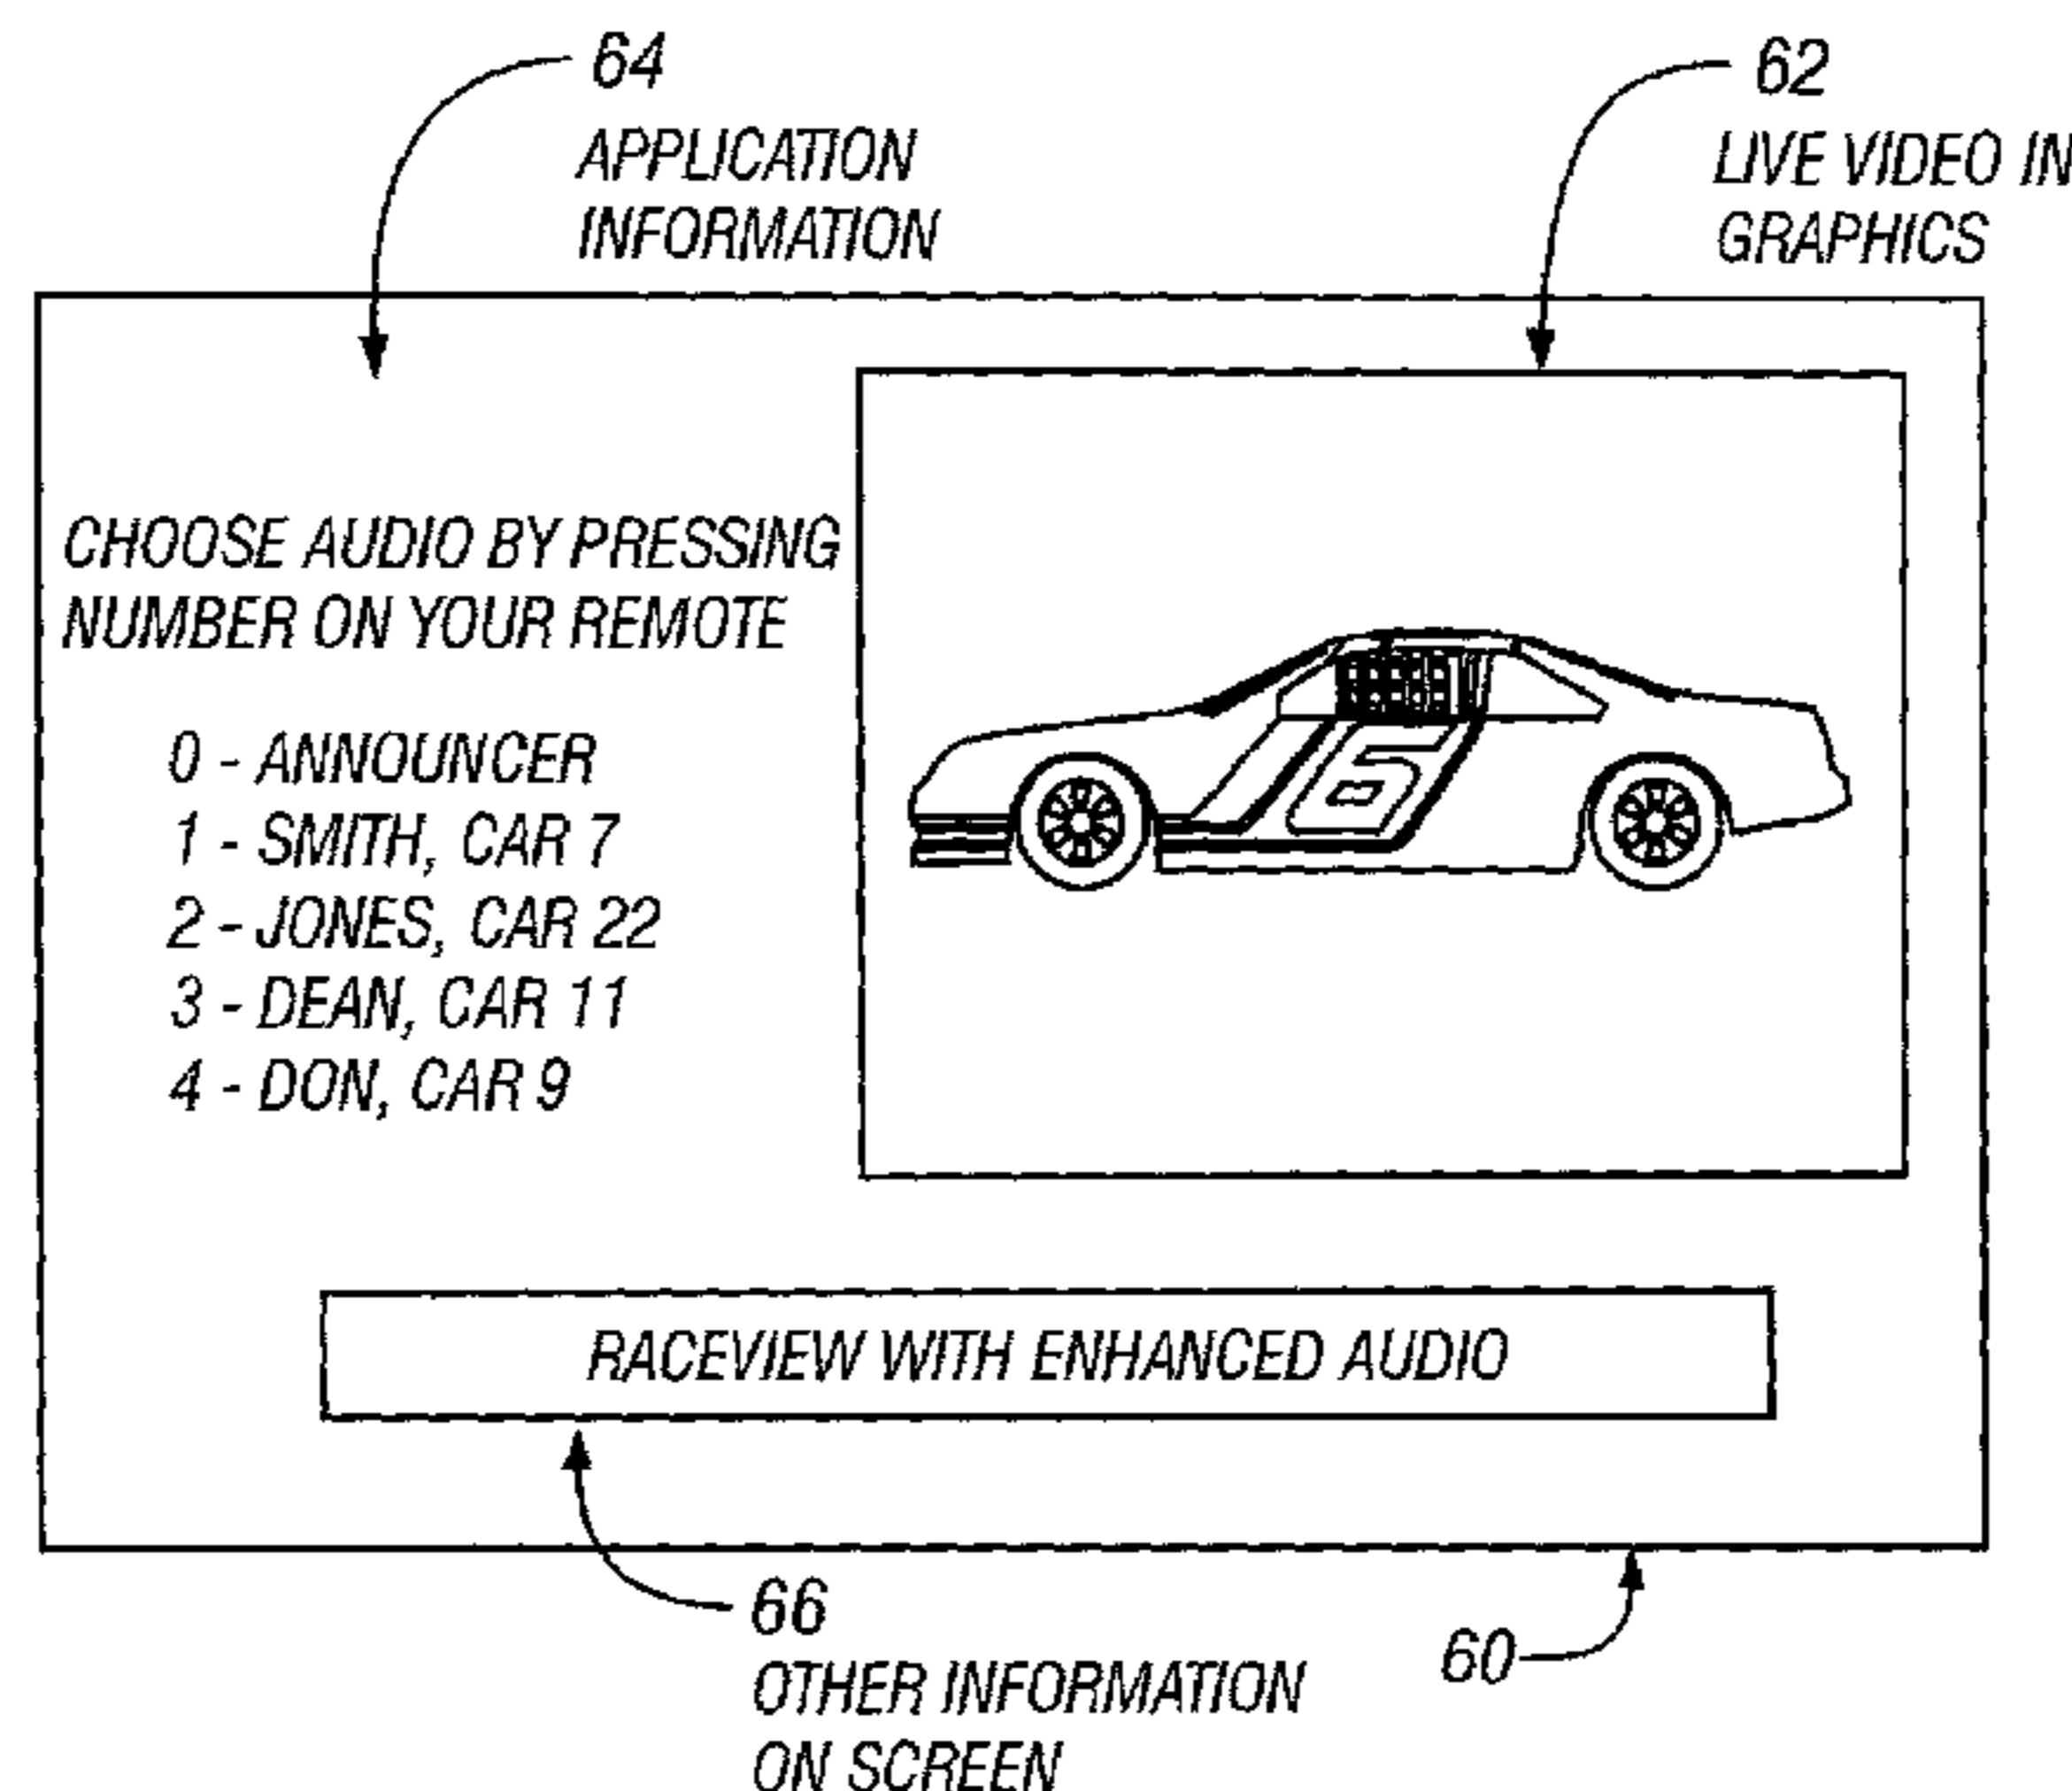 64
APPLICATION
INFORMATION
62
LIVE VIDEO IN
GRAPHICS
CHOOSE AUDIO BY PRESSING
NUMBER ON YOUR REMOTE
0 - ANNOUNCER
1 - SMITH, CAR 7
2 - JONES, CAR 22
3 - DEAN, CAR 11
4 - DON, CAR 9
6
RACEVIEW WITH ENHANCED AUDIO
66
OTHER INFORMATION
ON SCREEN
60